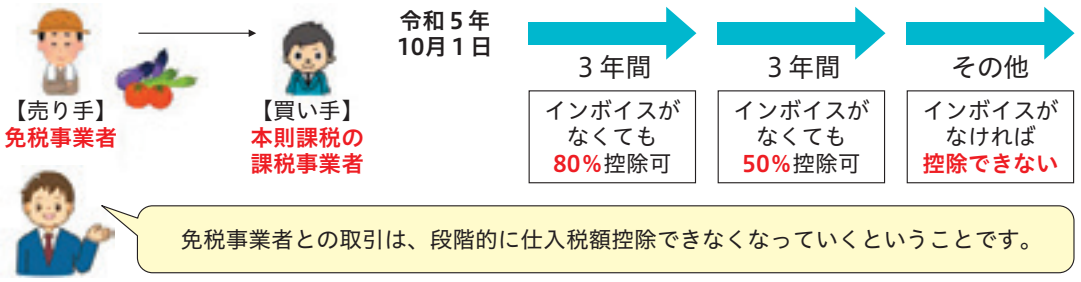 【売り手】
免税事業者
【買い手】
本則課税の
課税事業者
令和５年
10月１日
３年間
インボイスが
なくても
80％控除可
３年間
インボイスが
なくても
50％控除可
その他
インボイスが
なければ
控除できない
免税事業者との取引は、段階的に仕入税額控除できなくなっていくということです。